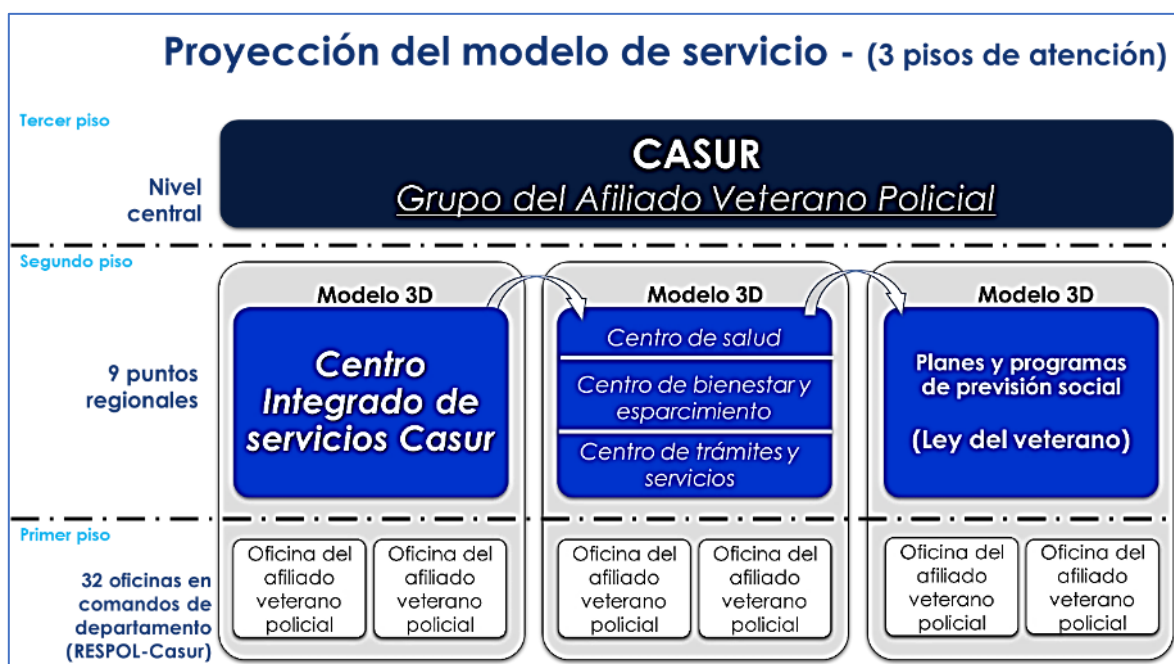 Proyección del modelo de servicio - (3 pisos de atención)
Tercer piso
Nivel
central
CASUR
Grupo del Afiliado Veterano Policial
Segundo piso
9 puntos
regionales
Modelo 3D
Centro
Integrado de
servicios Casur
Modelo 3D
Centro de salud
Centro de bienestar y
esparcimiento
Centro de trámites y
servicios
Modelo 3D
Planes y programas
de previsión social
(Ley del veterano)
Primer piso
32 oficinas en
comandos de
departamento
(RESPOL-Casur)
Oficina del
afiliado
veterano
policial
Oficina del
afiliado
veterano
policial
Oficina del
afiliado
veterano
policial
Oficina del
afiliado
veterano
policial
Oficina del
afiliado
veterano
policial
Oficina del
afiliado
veterano
policial